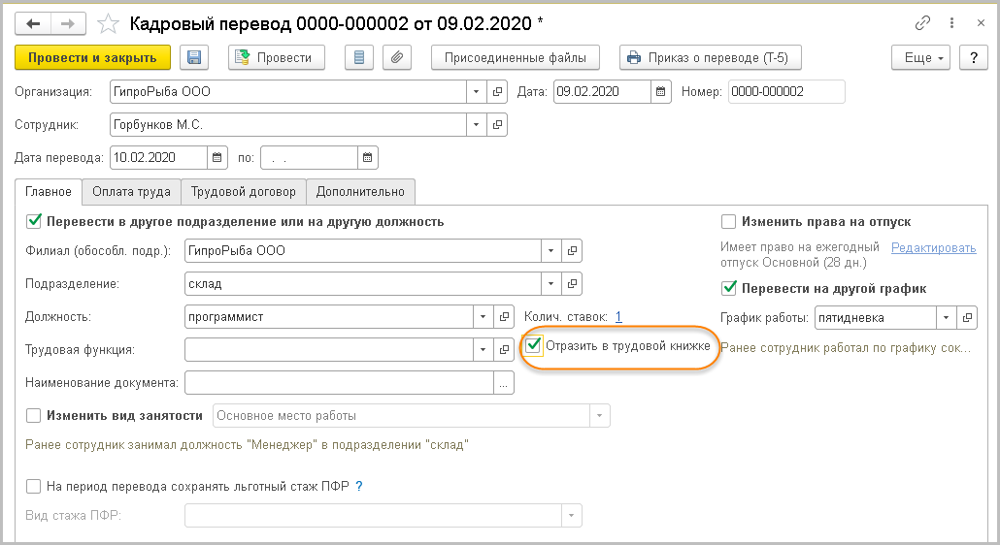 Кадровый перевод 0000-000002 от 09.02.2020 *
Провести и закрыть Провести Присоединенные файлы Приказ о переводе (Т-5) Еще ?
Организация: ГипроРыба ООО Дата: 09.02.2020 Номер: 0000-000002
Сотрудник: Горбунков М.С.
Дата перевода: 10.02.2020 по: . .
Главное Оплата труда Трудовой договор Дополнительно
Перевести в другое подразделение или на другую должность Изменить права на отпуск
Филиал (обособл. подр.): ГипроРыба ООО Имеет право на ежегодный Редактировать
отпуск Основной (28 дн.)
Подразделение: склад Перевести на другой график
Должность: программист Колич. ставок: 1 График работы: пятидневка
Трудовая функция: Отразить в трудовой книжке Ранее сотрудник работал по графику сок...
Наименование документа: ...
Изменить вид занятости Основное место работы
Ранее сотрудник занимал должность "Менеджер" в подразделении "склад"
На период перевода сохранять льготный стаж ПФР ?
Вид стажа ПФР: